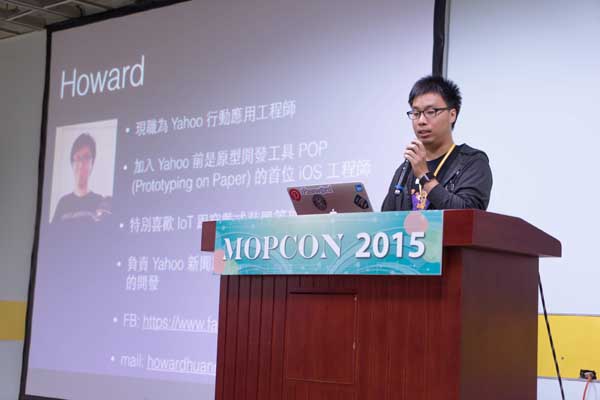 Howard
• 現職為 Yahoo 行動應用工程師
• 加入 Yahoo 前是原型開發工具 POP
(Prototyping on Paper) 的首位 iOS 工程師
• 特別喜歡 IoT
• 負責 Yahoo 新聞
的開發
• FB: https://www.fa
• mail: howardhuan
MOPCON 2015